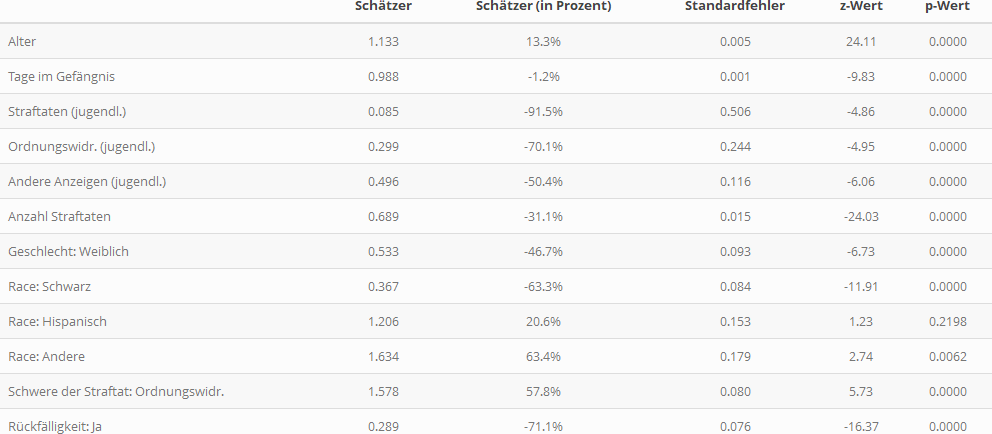 Schätzer Schätzer (in Prozent) Standardfehler z-Wert p-Wert
Alter 1.133 13.3% 0.005 24.11 0.0000
Tage im Gefängnis 0.988 -1.2% 0.001 -9.83 0.0000
Straftaten (jugendl.) 0.085 -91.5% 0.506 -4.86 0.0000
Ordnungswidr. (jugendl.) 0.299 -70.1% 0.244 -4.95 0.0000
Andere Anzeigen (jugendl.) 0.496 -50.4% 0.116 -6.06 0.0000
Anzahl Straftaten 0.689 -31.1% 0.015 -24.03 0.0000
Geschlecht: Weiblich 0.533 -46.7% 0.093 -6.73 0.0000
Race: Schwarz 0.367 -63.3% 0.084 -11.91 0.0000
Race: Hispanisch 1.206 20.6% 0.153 1.23 0.2198
Race: Andere 1.634 63.4% 0.179 2.74 0.0062
Schwere der Straftat: Ordnungswidr. 1.578 57.8% 0.080 5.73 0.0000
Rückfälligkeit: Ja 0.289 -71.1% 0.076 -16.37 0.0000